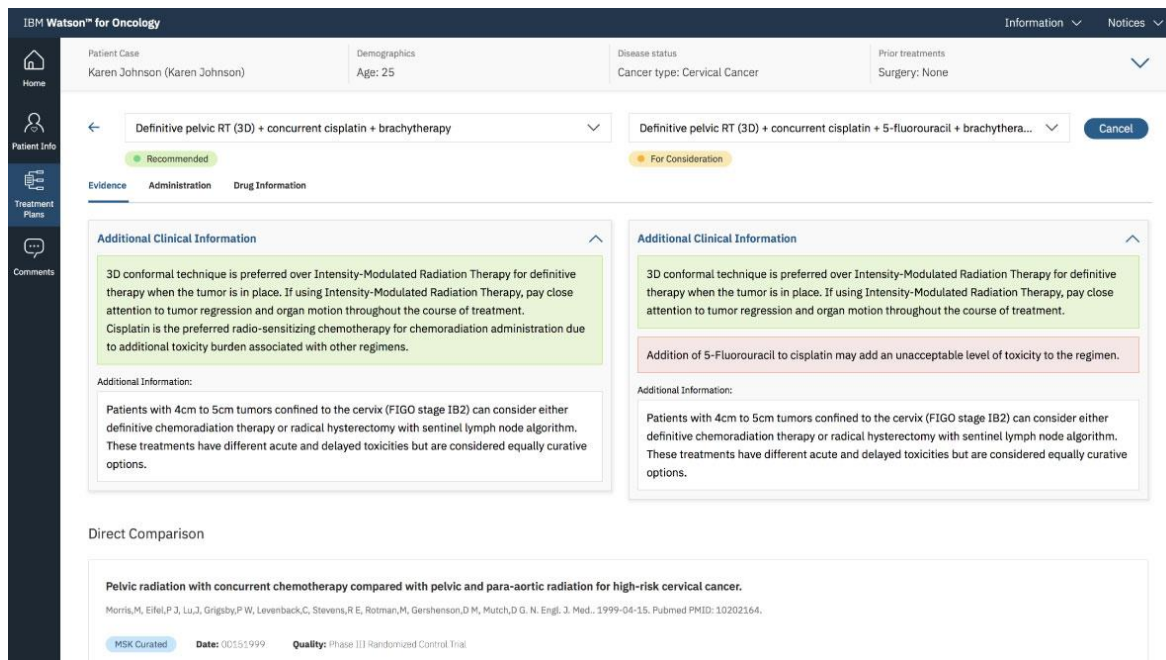 IBM Watson™ for Oncology
Information
Notices
Home
Patient Info
Treatment
Plans
Comments
Patient Case
Karen Johnson (Karen Johnson)
Demographics
Age: 25
Disease status
Cancer type: Cervical Cancer
Prior treatments
Surgery: None
Definitive pelvic RT (3D) + concurrent cisplatin + brachytherapy
Recommended
Definitive pelvic RT (3D) + concurrent cisplatin + 5-fluorouracil + brachythera...
For Consideration
Cancel
Evidence
Administration
Drug Information
Additional Clinical Information
3D conformal technique is preferred over Intensity-Modulated Radiation Therapy for definitive
therapy when the tumor is in place. If using Intensity-Modulated Radiation Therapy, pay close
attention to tumor regression and organ motion throughout the course of treatment.
Cisplatin is the preferred radio-sensitizing chemotherapy for chemoradiation administration due
to additional toxicity burden associated with other regimens.
Additional Information:
Patients with 4cm to 5cm tumors confined to the cervix (FIGO stage IB2) can consider either
definitive chemoradiation therapy or radical hysterectomy with sentinel lymph node algorithm.
These treatments have different acute and delayed toxicities but are considered equally curative
options.
Additional Clinical Information
3D conformal technique is preferred over Intensity-Modulated Radiation Therapy for definitive
therapy when the tumor is in place. If using Intensity-Modulated Radiation Therapy, pay close
attention to tumor regression and organ motion throughout the course of treatment.
Addition of 5-Fluorouracil to cisplatin may add an unacceptable level of toxicity to the regimen.
Additional Information:
Patients with 4cm to 5cm tumors confined to the cervix (FIGO stage IB2) can consider either
definitive chemoradiation therapy or radical hysterectomy with sentinel lymph node algorithm.
These treatments have different acute and delayed toxicities but are considered equally curative
options.
Direct Comparison
Pelvic radiation with concurrent chemotherapy compared with pelvic and para-aortic radiation for high-risk cervical cancer.
Morris,M, Eifel,P J, Lu,J, Grigsby,P W, Levenback,C, Stevens,R E, Rotman,M, Gershenson,D M, Mutch,D G. N. Engl. J. Med.. 1999-04-15. Pubmed PMID: 10202164.
MSK Curated
Date: 00151999
Quality: Phase III Randomized Control Trial